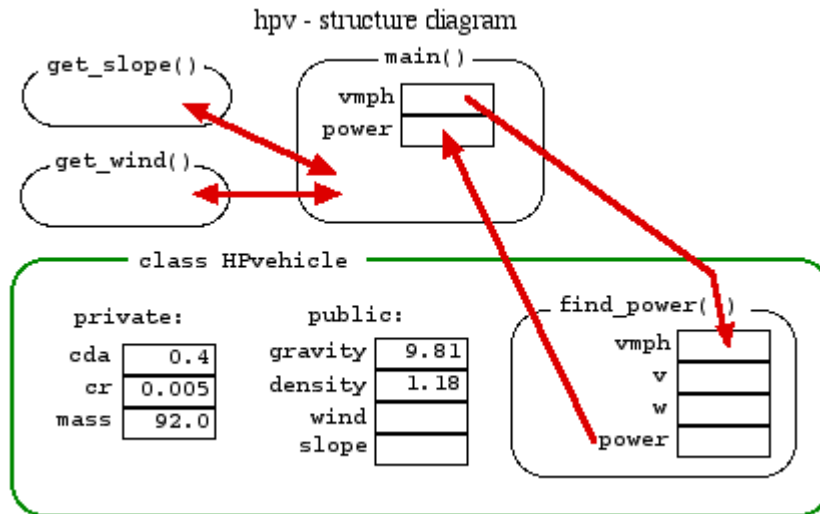 hpv - structure diagram
get_slope()
main()
vmph
power
get_wind()
class HPvehicle
private:
cda 0.4
cr 0.005
mass 92.0
public:
gravity 9.81
density 1.18
wind
slope
find_power( )
vmph
v
w
power